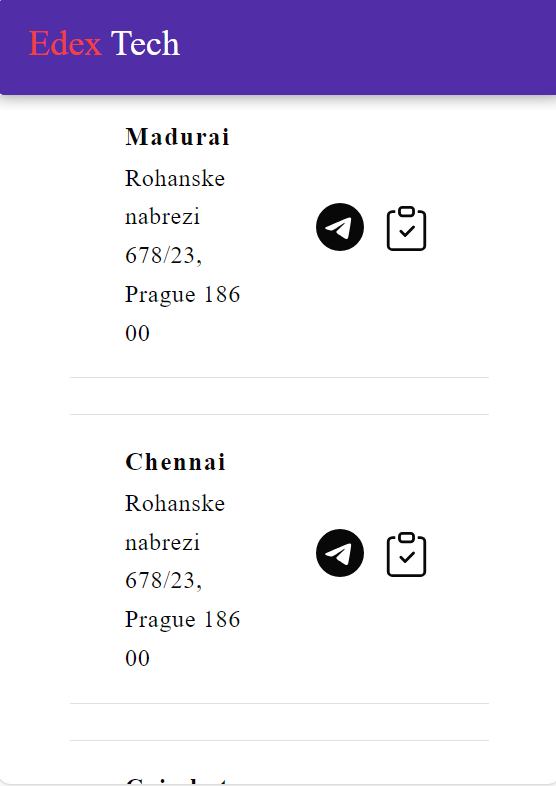 Edex Tech
Madurai
Rohanske
nabrezi
678/23,
Prague 186
00
Chennai
Rohanske
nabrezi
678/23,
Prague 186
00